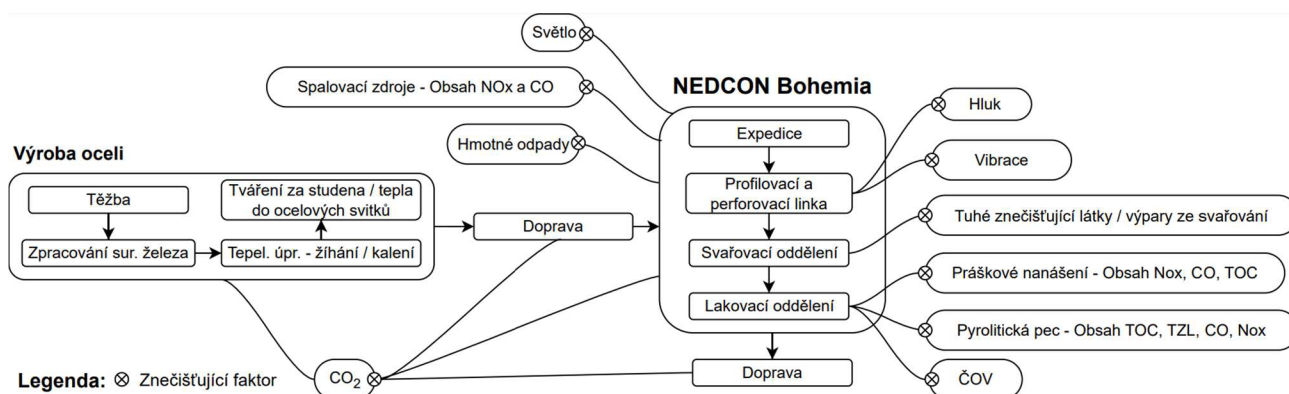 Světlo
Spalovací zdroje - Obsah NOx a CO
Hmotné odpady
Výroba oceli
Těžba
Zpracování sur. železa
Tváření za studena / tepla
do ocelových svitků
Tepel. úpr. - žíhání / kalení
Doprava
NEDCON Bohemia
Expedice
Profilovací a
perforovací linka
Svařovací oddělení
Lakovací oddělení
Doprava
Hluk
Vibrace
Tuhé znečišťující látky / výpary ze svařování
Práškové nanášení - Obsah Nox, CO, TOC
Pyrolitická pec - Obsah TOC, TZL, CO, Nox
ČOV
CO₂
Legenda: ⊗ Znečišťující faktor